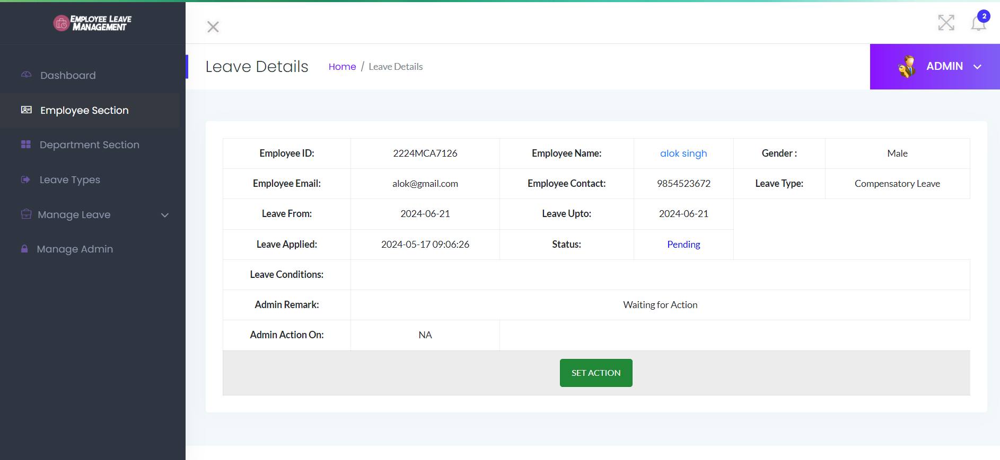 EMPLOYEE LEAVE
MANAGEMENT
2
Leave Details
Home / Leave Details
ADMIN
Dashboard
Employee Section
Department Section
Leave Types
Manage Leave
Manage Admin
Employee ID: 2224MCA7126 Employee Name: alok singh Gender : Male
Employee Email: alok@gmail.com Employee Contact: 9854523672 Leave Type: Compensatory Leave
Leave From: 2024-06-21 Leave Upto: 2024-06-21
Leave Applied: 2024-05-17 09:06:26 Status: Pending
Leave Conditions:
Admin Remark: Waiting for Action
Admin Action On: NA
SET ACTION